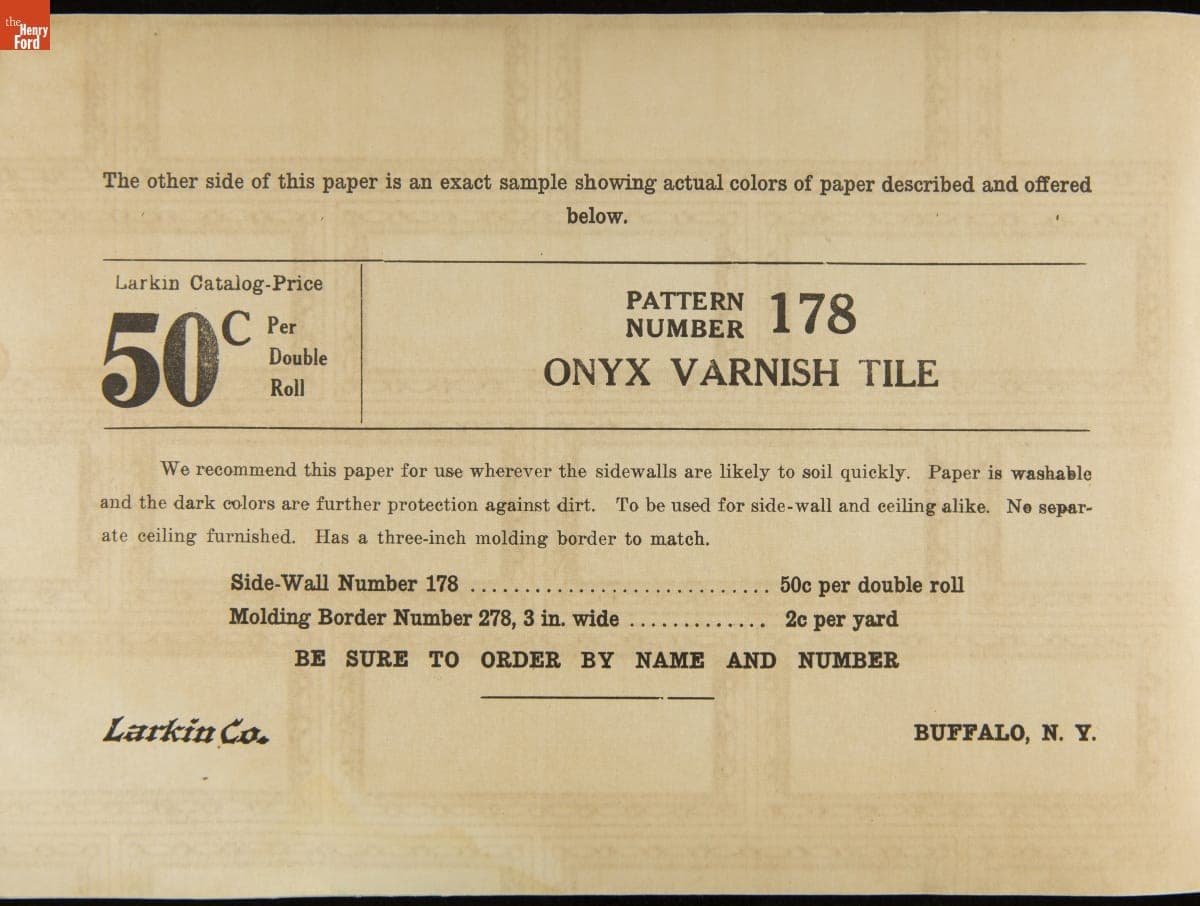 the
Henry
Ford
The other side of this paper is an exact sample showing actual colors of paper described and offered
below.
Larkin Catalog-Price
50c Per
Double
Roll
PATTERN
NUMBER 178
ONYX VARNISH TILE
We recommend this paper for use wherever the sidewalls are likely to soil quickly. Paper is washable
and the dark colors are further protection against dirt. To be used for side-wall and ceiling alike. No separ-
ate ceiling furnished. Has a three-inch molding border to match.
Side-Wall Number 178 ............................ 50c per double roll
Molding Border Number 278, 3 in. wide ............. 2c per yard
BE SURE TO ORDER BY NAME AND NUMBER
Larkin Co.
BUFFALO, N. Y.